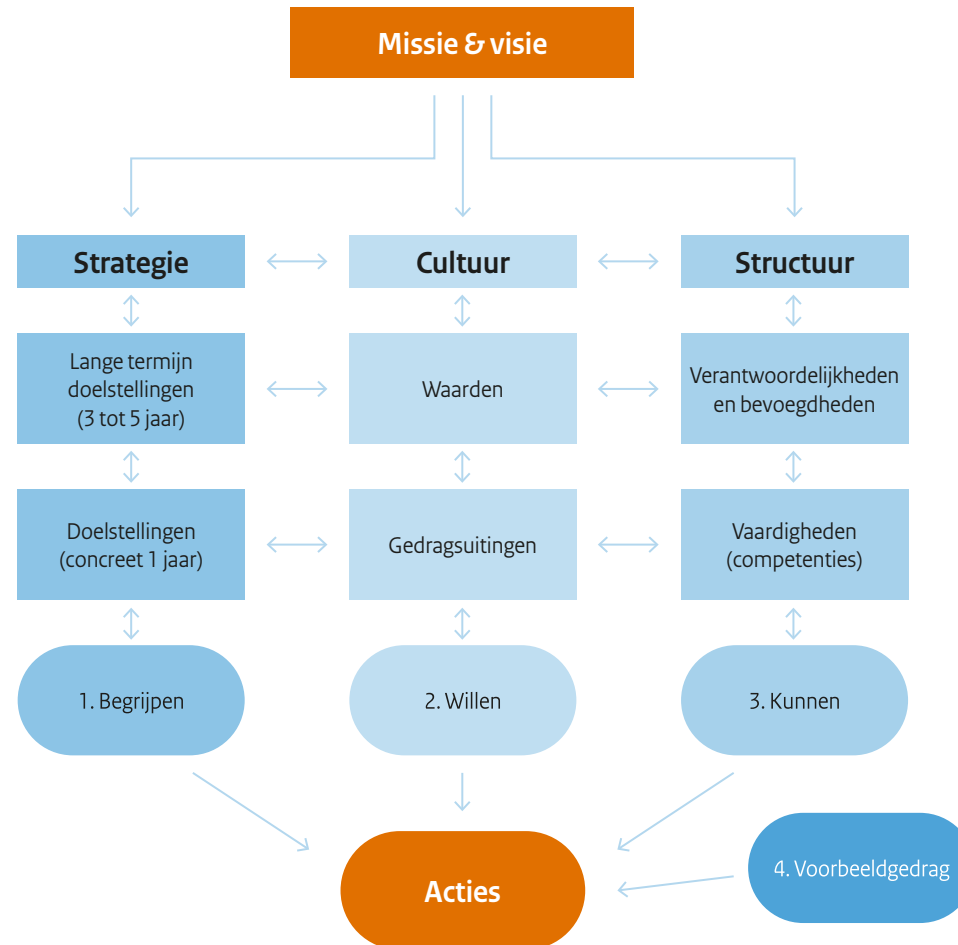 Missie & visie
Strategie
Cultuur
Structuur
Lange termijn
doelstellingen
(3 tot 5 jaar)
Waarden
Verantwoordelijkheden
en bevoegdheden
Doelstellingen
(concreet 1 jaar)
Gedragsuitingen
Vaardigheden
(competenties)
1. Begrijpen
2. Willen
3. Kunnen
Acties
4. Voorbeeldgedrag